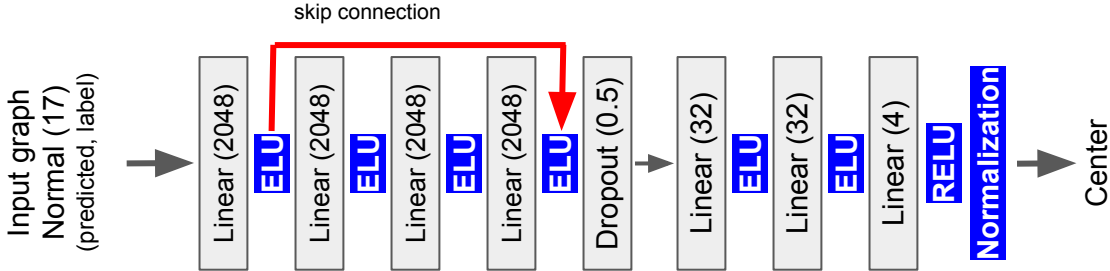 skip connection
Input graph
Normal (17)
(predicted, label)
Linear (2048)
ELU
Linear (2048)
ELU
Linear (2048)
ELU
Linear (2048)
ELU
Dropout (0.5)
Linear (32)
ELU
Linear (32)
ELU
Linear (4)
RELU
Normalization
Center